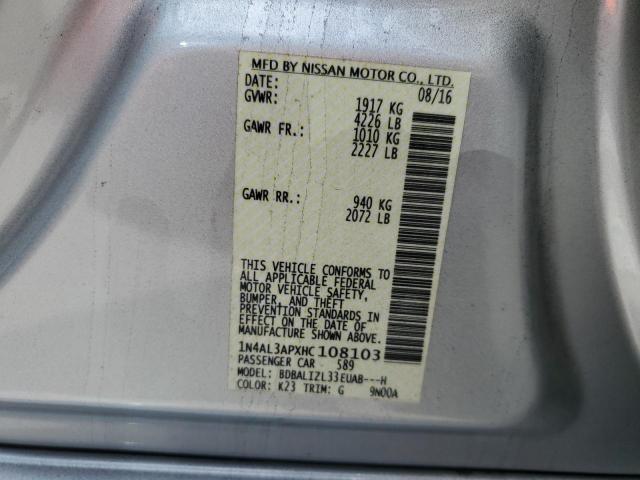 MFD BY NISSAN MOTOR CO., LTD.
DATE: 08/16
GVWR: 1917 KG
4226 LB
GAWR FR.: 1010 KG
2227 LB
GAWR RR.: 940 KG
2072 LB
THIS VEHICLE CONFORMS TO
ALL APPLICABLE FEDERAL
MOTOR VEHICLE SAFETY,
BUMPER, AND THEFT
PREVENTION STANDARDS IN
EFFECT ON THE DATE OF
MANUFACTURE SHOWN ABOVE.
1N4AL3APXHC108103
PASSENGER CAR 589
MODEL: BDBALIZL33EUAB---H
COLOR: K23 TRIM: G 9N00A